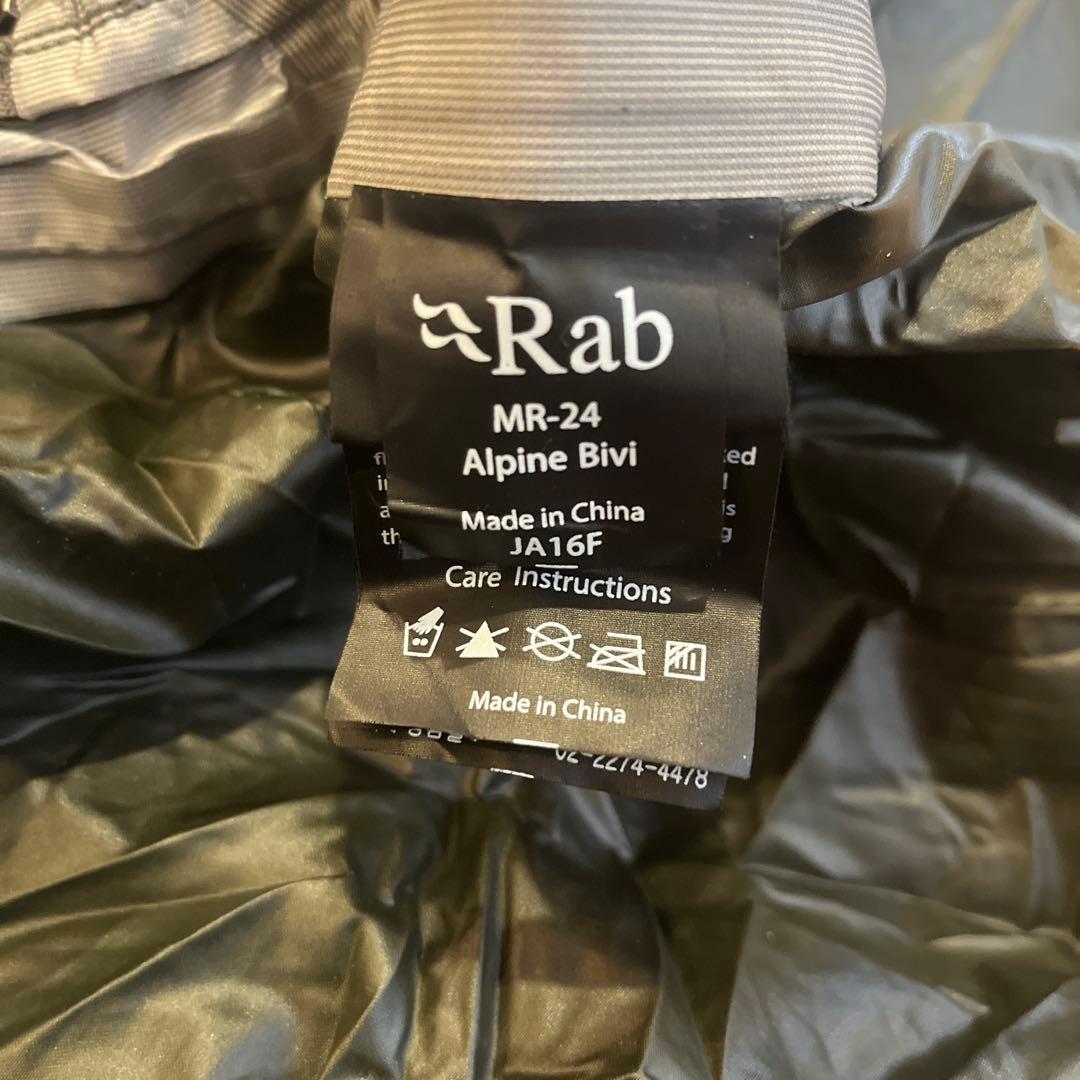 Rab
MR-24
Alpine Bivi
Made in China
JA16F
Care Instructions
Made in China
02-2274-4478